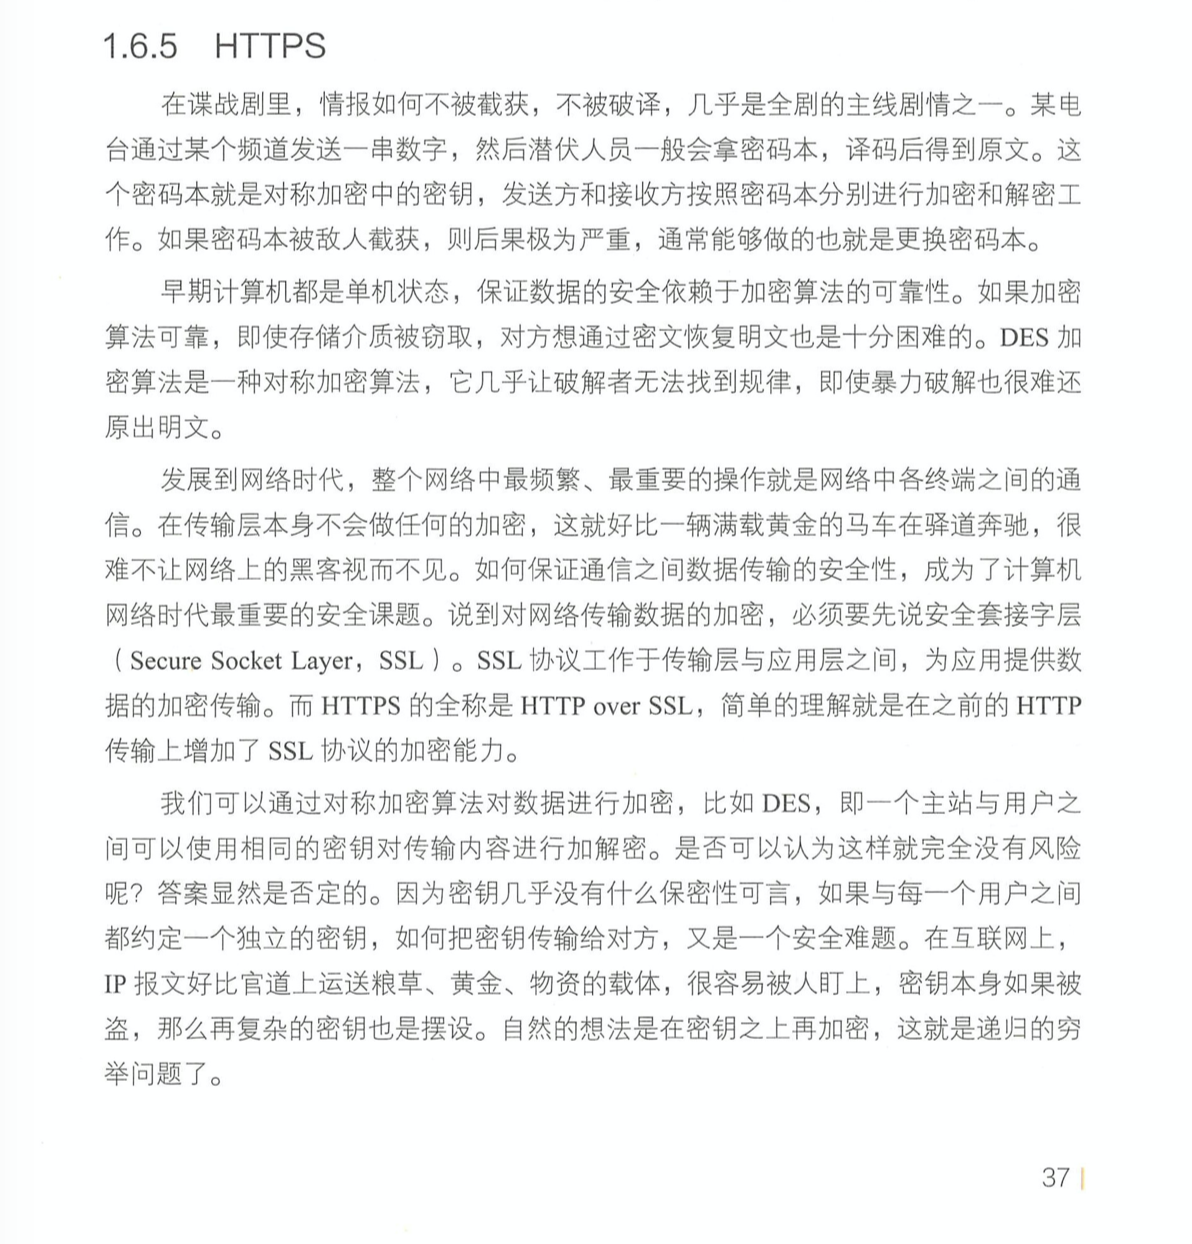 1.6.5 HTTPS
在谍战剧里，情报如何不被截获，不被破译，几乎是全剧的主线剧情之一。某电
台通过某个频道发送一串数字，然后潜伏人员一般会拿密码本，译码后得到原文。这
个密码本就是对称加密中的密钥，发送方和接收方按照密码本分别进行加密和解密工
作。如果密码本被敌人截获，则后果极为严重，通常能够做的也就是更换密码本。
早期计算机都是单机状态，保证数据的安全依赖于加密算法的可靠性。如果加密
算法可靠，即使存储介质被窃取，对方想通过密文恢复明文也是十分困难的。DES 加
密算法是一种对称加密算法，它几乎让破解者无法找到规律，即使暴力破解也很难还
原出明文。
发展到网络时代，整个网络中最频繁、最重要的操作就是网络中各终端之间的通
信。在传输层本身不会做任何的加密，这就好比一辆满载黄金的马车在驿道奔驰，很
难不让网络上的黑客视而不见。如何保证通信之间数据传输的安全性，成为了计算机
网络时代最重要的安全课题。说到对网络传输数据的加密，必须要先说安全套接字层
（Secure Socket Layer，SSL）。SSL 协议工作于传输层与应用层之间，为应用提供数
据的加密传输。而 HTTPS 的全称是 HTTP over SSL，简单的理解就是在之前的 HTTP
传输上增加了 SSL 协议的加密能力。
我们可以通过对称加密算法对数据进行加密，比如 DES，即一个主站与用户之
间可以使用相同的密钥对传输内容进行加解密。是否可以认为这样就完全没有风险
呢？答案显然是否定的。因为密钥几乎没有什么保密性可言，如果与每一个用户之间
都约定一个独立的密钥，如何把密钥传输给对方，又是一个安全难题。在互联网上，
IP 报文好比官道上运送粮草、黄金、物资的载体，很容易被人盯上，密钥本身如果被
盗，那么再复杂的密钥也是摆设。自然的想法是在密钥之上再加密，这就是递归的穷
举问题了。
37